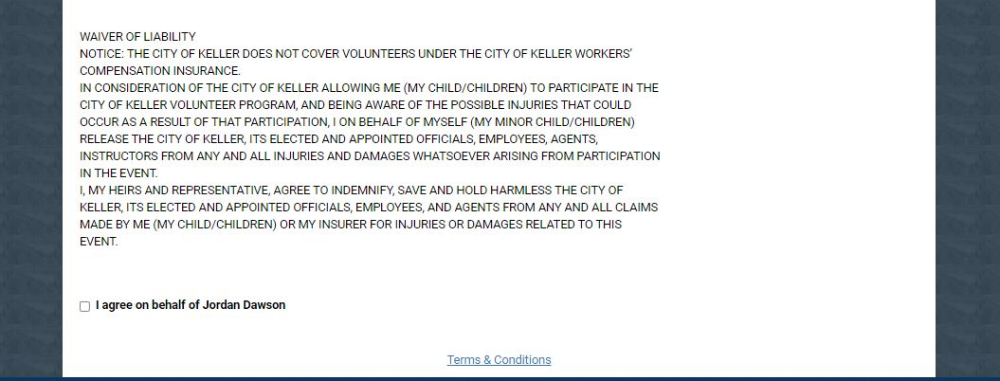 WAIVER OF LIABILITY
NOTICE: THE CITY OF KELLER DOES NOT COVER VOLUNTEERS UNDER THE CITY OF KELLER WORKERS'
COMPENSATION INSURANCE.
IN CONSIDERATION OF THE CITY OF KELLER ALLOWING ME (MY CHILD/CHILDREN) TO PARTICIPATE IN THE
CITY OF KELLER VOLUNTEER PROGRAM, AND BEING AWARE OF THE POSSIBLE INJURIES THAT COULD
OCCUR AS A RESULT OF THAT PARTICIPATION, I ON BEHALF OF MYSELF (MY MINOR CHILD/CHILDREN)
RELEASE THE CITY OF KELLER, ITS ELECTED AND APPOINTED OFFICIALS, EMPLOYEES, AGENTS,
INSTRUCTORS FROM ANY AND ALL INJURIES AND DAMAGES WHATSOEVER ARISING FROM PARTICIPATION
IN THE EVENT.
I, MY HEIRS AND REPRESENTATIVE, AGREE TO INDEMNIFY, SAVE AND HOLD HARMLESS THE CITY OF
KELLER, ITS ELECTED AND APPOINTED OFFICIALS, EMPLOYEES, AND AGENTS FROM ANY AND ALL CLAIMS
MADE BY ME (MY CHILD/CHILDREN) OR MY INSURER FOR INJURIES OR DAMAGES RELATED TO THIS
EVENT.
I agree on behalf of Jordan Dawson
Terms & Conditions